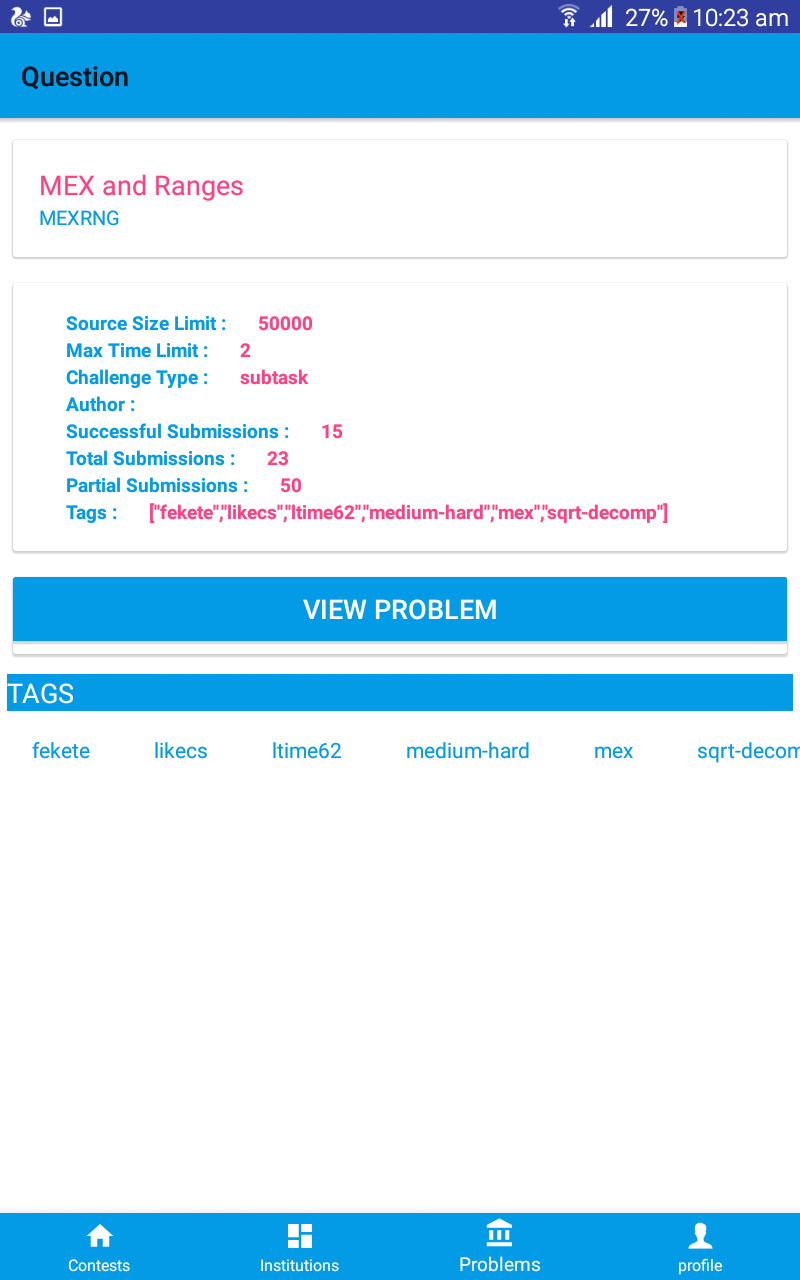 27% 10:23 am
Question
MEX and Ranges
MEXRNG
Source Size Limit : 50000
Max Time Limit : 2
Challenge Type : subtask
Author :
Successful Submissions : 15
Total Submissions : 23
Partial Submissions : 50
Tags : ["fekete","likecs","ltime62","medium-hard","mex","sqrt-decomp"]
VIEW PROBLEM
TAGS
fekete likecs ltime62 medium-hard mex sqrt-decom
Contests Institutions Problems profile